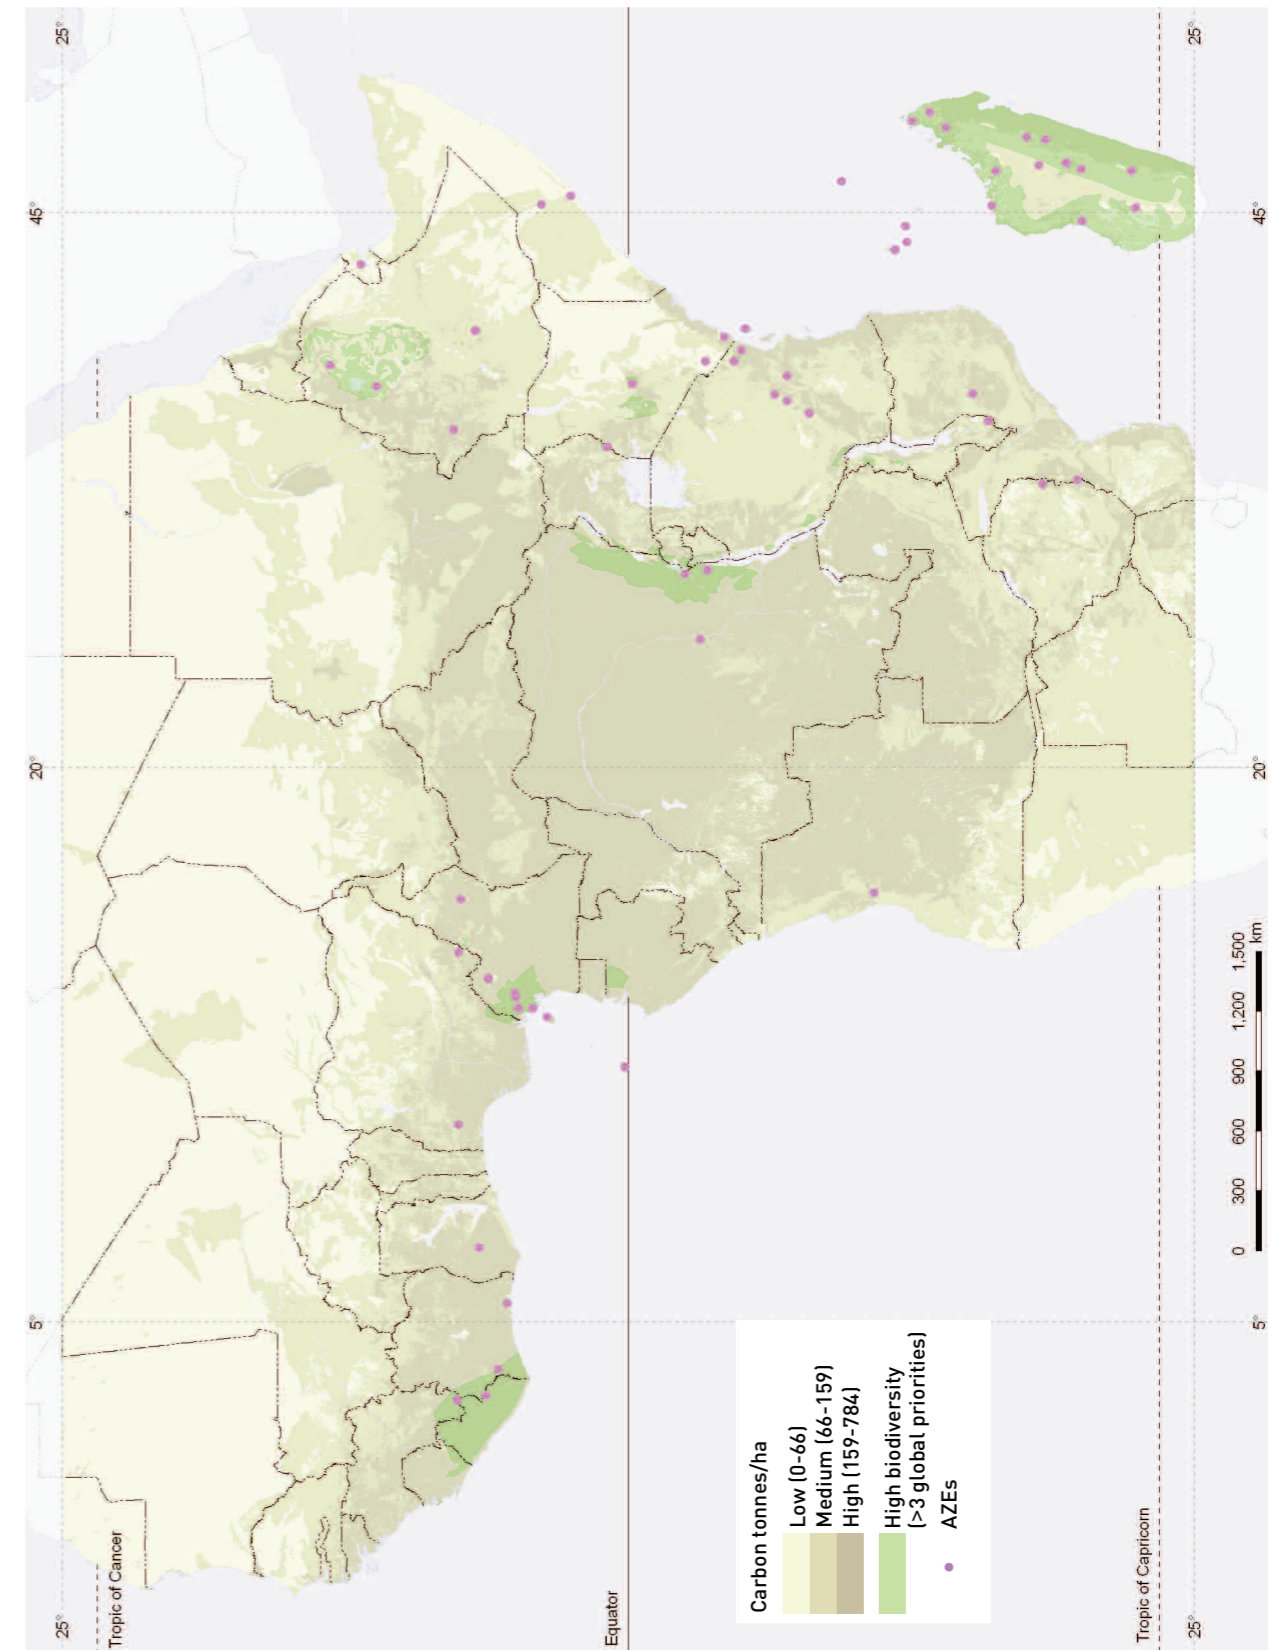 5°
20°
45°
25°
25°
Tropic of Cancer
Equator
Carbon tonnes/ha
Low (0-66)
Medium (66-159)
High (159-784)
High biodiversity
(>3 global priorities)
AZEs
Tropic of Capricorn
25°
25°
0 300 600 900 1,200 1,500
km
5°
20°
45°